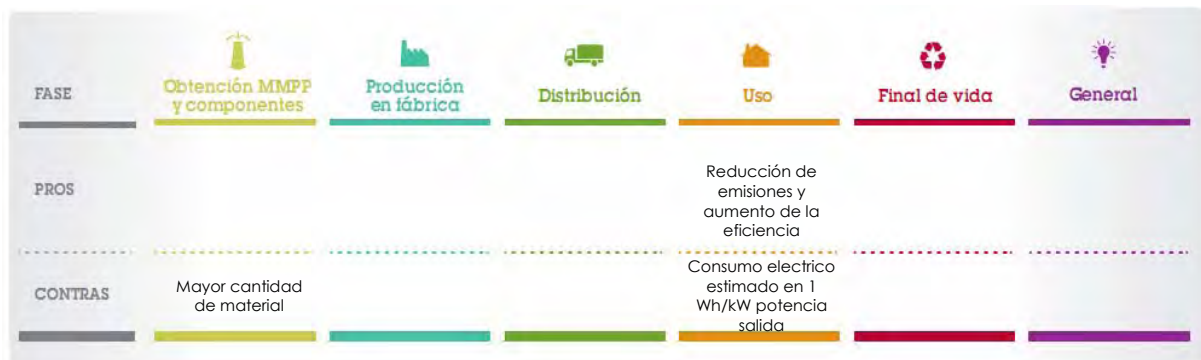 FASE
Obtención MMPP
y componentes
Producción
en fábrica
Distribución
Uso
Final de vida
General
PROS
Reducción de
emisiones y
aumento de la
eficiencia
CONTRAS
Mayor cantidad
de material
Consumo electrico
estimado en 1
Wh/kW potencia
salida